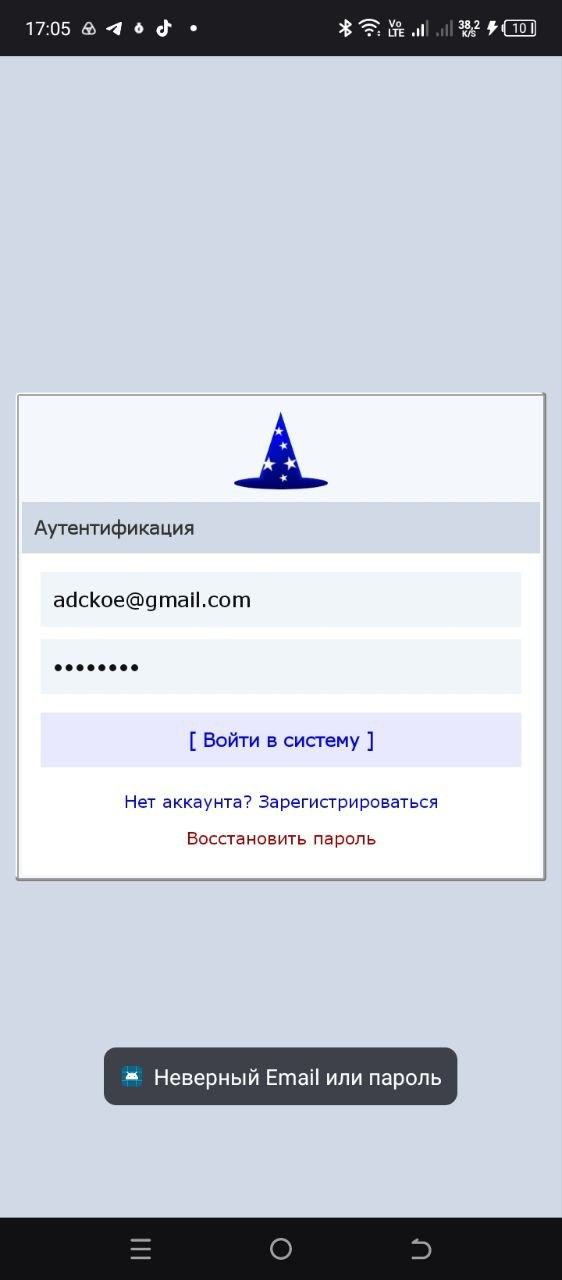 17:05
Vo
LTE
38,2
K/S
10
Аутентификация
adckoe@gmail.com
••••••••
[ Войти в систему ]
Нет аккаунта? Зарегистрироваться
Восстановить пароль
Неверный Email или пароль